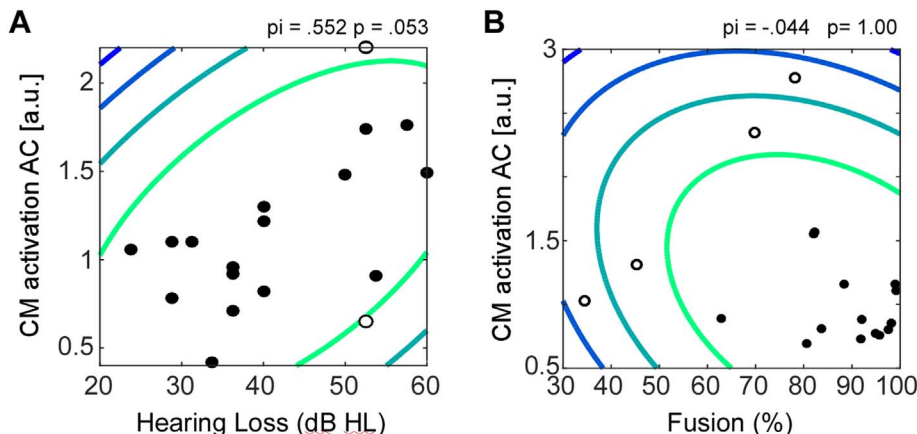 A
pi = .552 p = .053
CM activation AC [a.u.]
2
1.5
1
0.5
20 30 40 50 60
Hearing Loss (dB HL)
B
pi = -.044 p= 1.00
CM activation AC [a.u.]
3
1.5
0.5
30 40 50 60 70 80 90 100
Fusion (%)